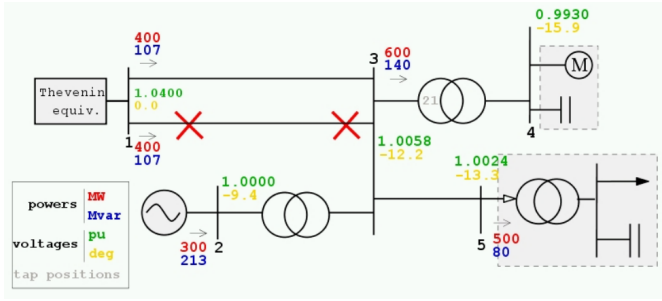 0.9930
-15.9
400
107
3
600
140
M
Thevenin
equiv.
1.0400
0.0
21
1
400
107
4
1.0058
-12.2
1.0024
-13.3
1.0000
-9.4
powers
MW
Mvar
voltages
pu
deg
tap positions
300
213
2
5
500
80